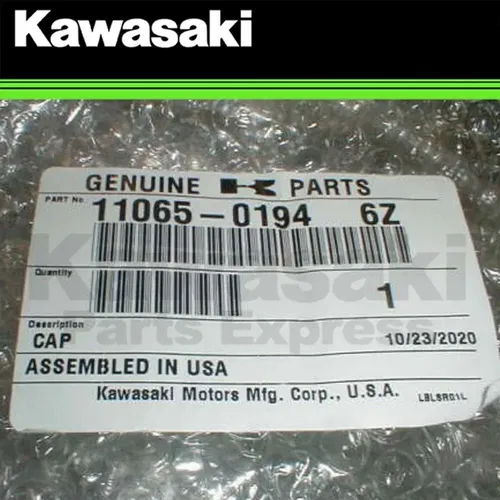 Kawasaki
GENUINE K PARTS
PART No. 11065-0194 6Z
Quantity 1
Kawasaki
Parts Express
Description
CAP 10/23/2020
ASSEMBLED IN USA
Kawasaki Motors Mfg. Corp., U.S.A. LBLSR01L